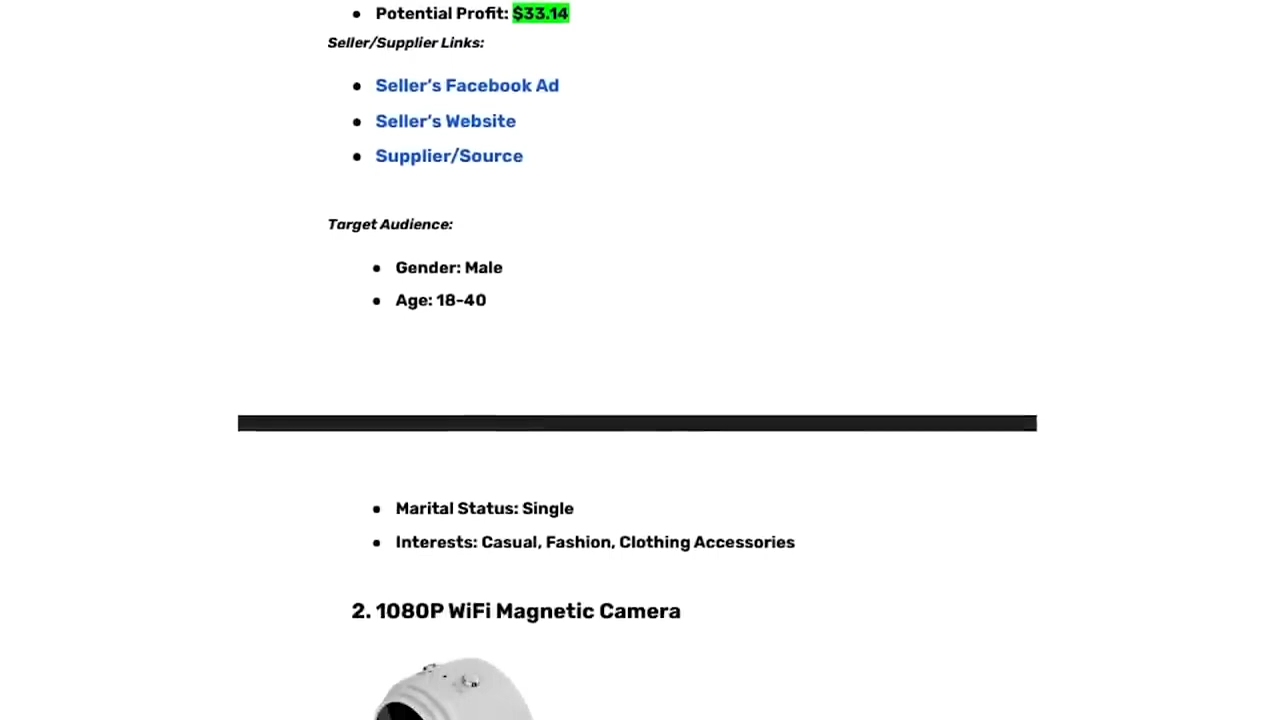 • Potential Profit: $33.14
Seller/Supplier Links:
• Seller's Facebook Ad
• Seller's Website
• Supplier/Source
Target Audience:
• Gender: Male
• Age: 18-40
• Marital Status: Single
• Interests: Casual, Fashion, Clothing Accessories
2. 1080P WiFi Magnetic Camera